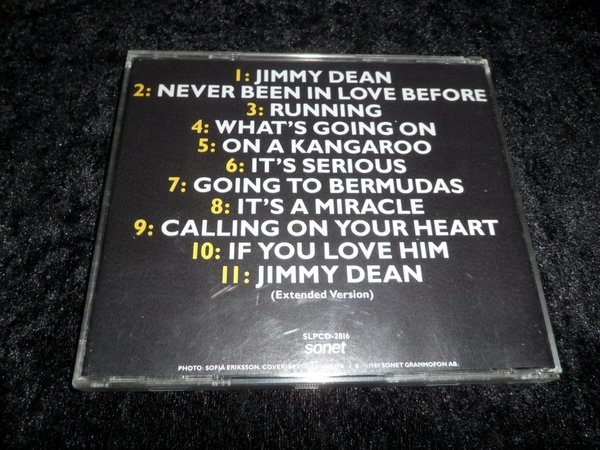 1: JIMMY DEAN
2: NEVER BEEN IN LOVE BEFORE
3: RUNNING
4: WHAT'S GOING ON
5: ON A KANGAROO
6: IT'S SERIOUS
7: GOING TO BERMUDAS
8: IT'S A MIRACLE
9: CALLING ON YOUR HEART
10: IF YOU LOVE HIM
11: JIMMY DEAN
(Extended Version)
SLPCD-2816
sonet
PHOTO: SOFIA ERIKSSON, COVER: SONET GRAMMOFON AB.